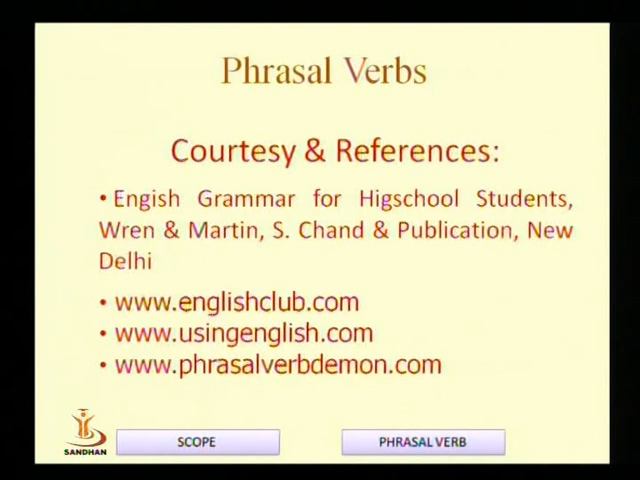 Phrasal Verbs
Courtesy & References:
• Engish Grammar for Higschool Students,
Wren & Martin, S. Chand & Publication, New
Delhi
• www.englishclub.com
• www.usingenglish.com
• www.phrasalverbdemon.com
SANDHAN
SCOPE
PHRASAL VERB